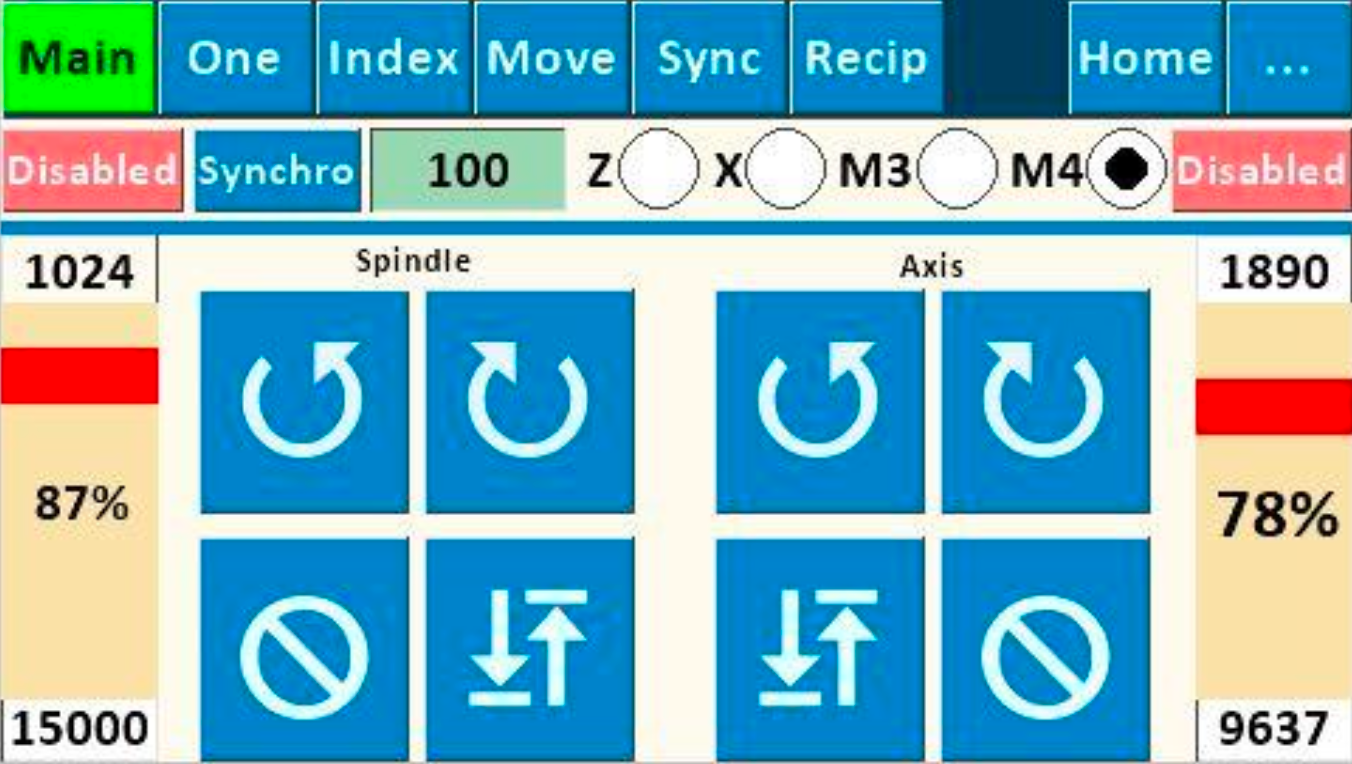 Main One Index Move Sync Recip Home ...
Disabled Synchro 100 Z X M3 M4 Disabled
1024 Spindle Axis 1890
87% 78%
15000 9637